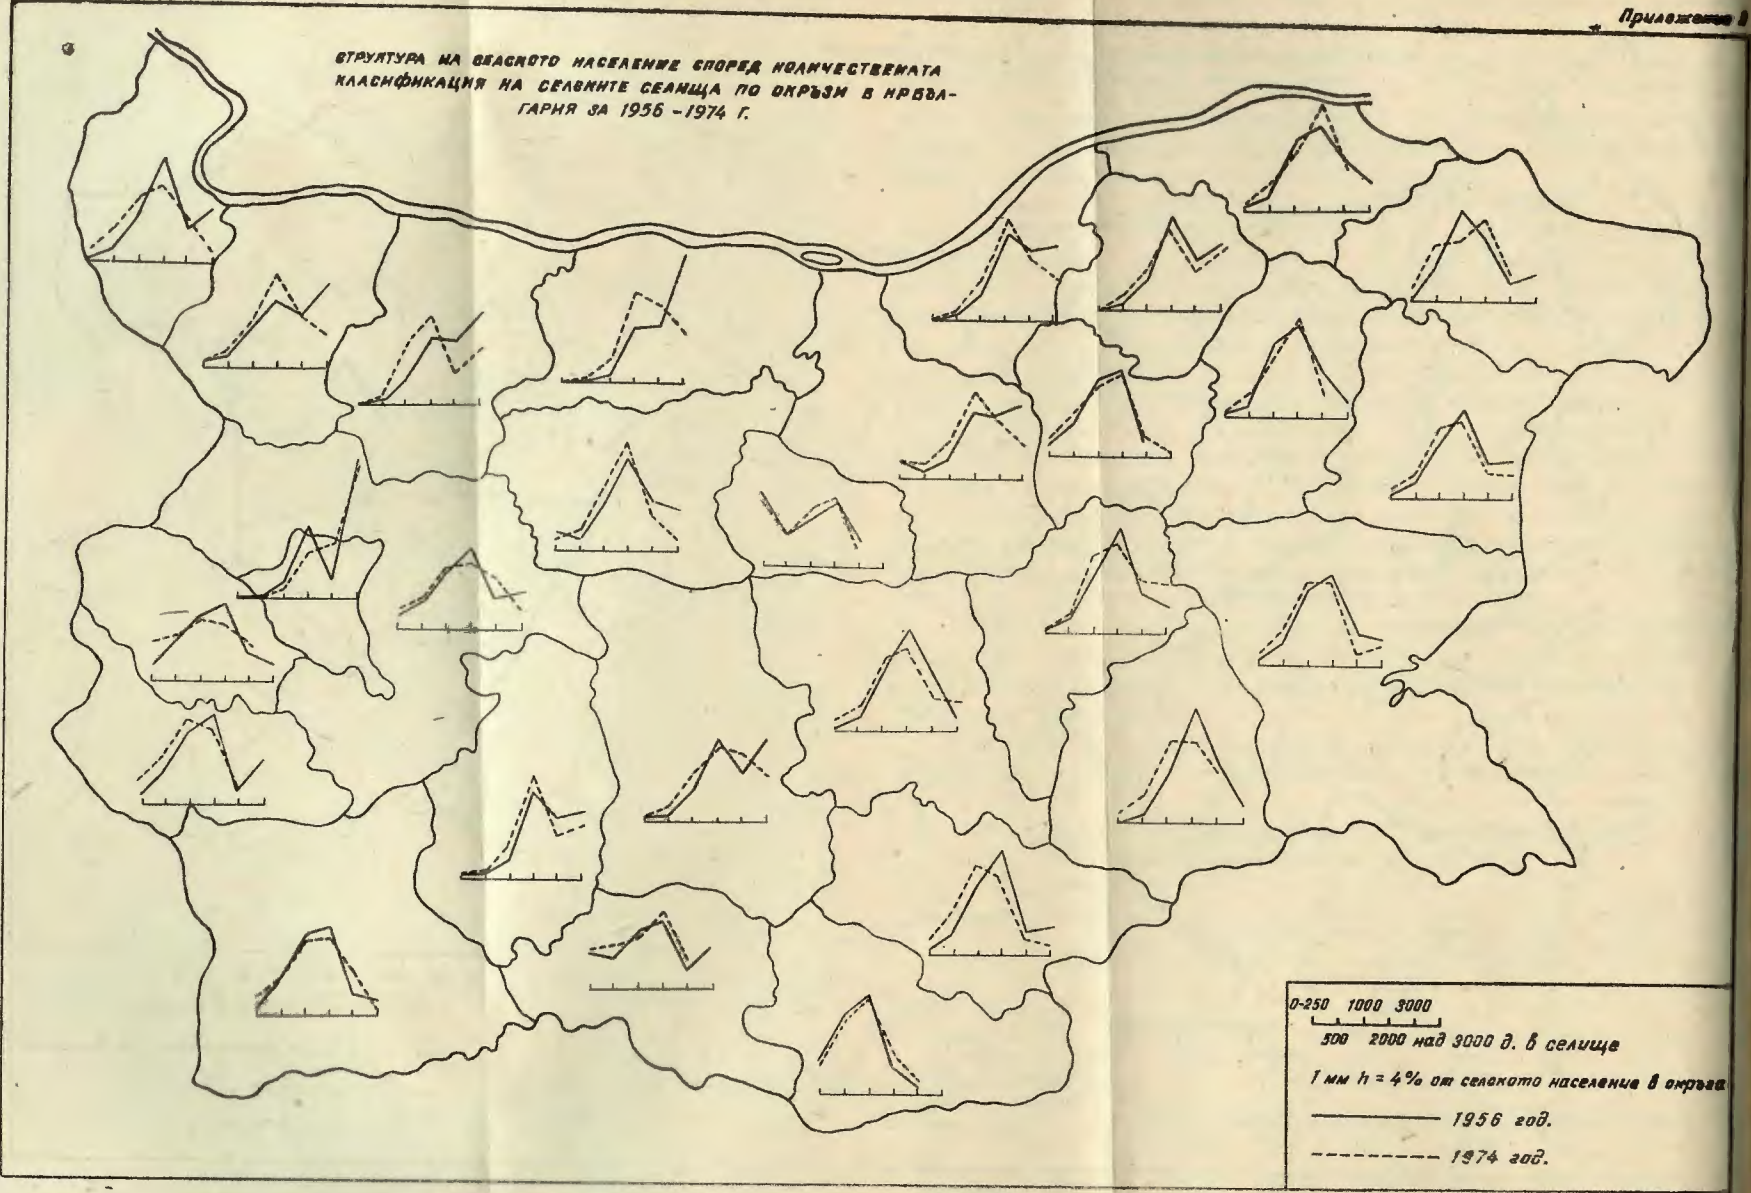 Приложение
СТРУКТУРА НА СЕЛСКОТО НАСЕЛЕНИЕ СПОРЕД КОЛИЧЕСТВЕНАТА
КЛАСИФИКАЦИЯ НА СЕЛСКИТЕ СЕЛИЩА ПО ОКРЪЗИ В НРБЪЛ-
ГАРИЯ ЗА 1956 - 1974 Г.
0-250 1000 3000
500 2000 над 3000 д. в селище
1 мм h = 4% от селското население в окръга
1956 год.
1974 год.